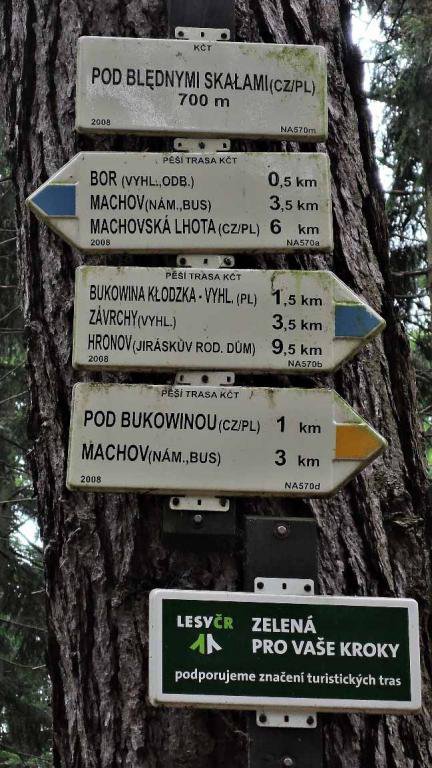 KČT
POD BLĘDNYMI SKAŁAMI(CZ/PL)
700 m
2008 NA570m
PĚŠÍ TRASA KČT
BOR (VYHL.,ODB.) 0,5 km
MACHOV(NÁM.,BUS) 3,5 km
MACHOVSKÁ LHOTA (CZ/PL) 6 km
2008 NA570a
PĚŠÍ TRASA KČT
BUKOWINA KŁODZKA - VYHL. (PL) 1,5 km
ZÁVRCHY(VYHL.) 3,5 km
HRONOV(JIRÁSKŮV ROD. DŮM) 9,5 km
2008 NA570b
PĚŠÍ TRASA KČT
POD BUKOWINOU(CZ/PL) 1 km
MACHOV(NÁM.,BUS) 3 km
2008 NA570d
LESYČR ZELENÁ
PRO VAŠE KROKY
podporujeme značení turistických tras